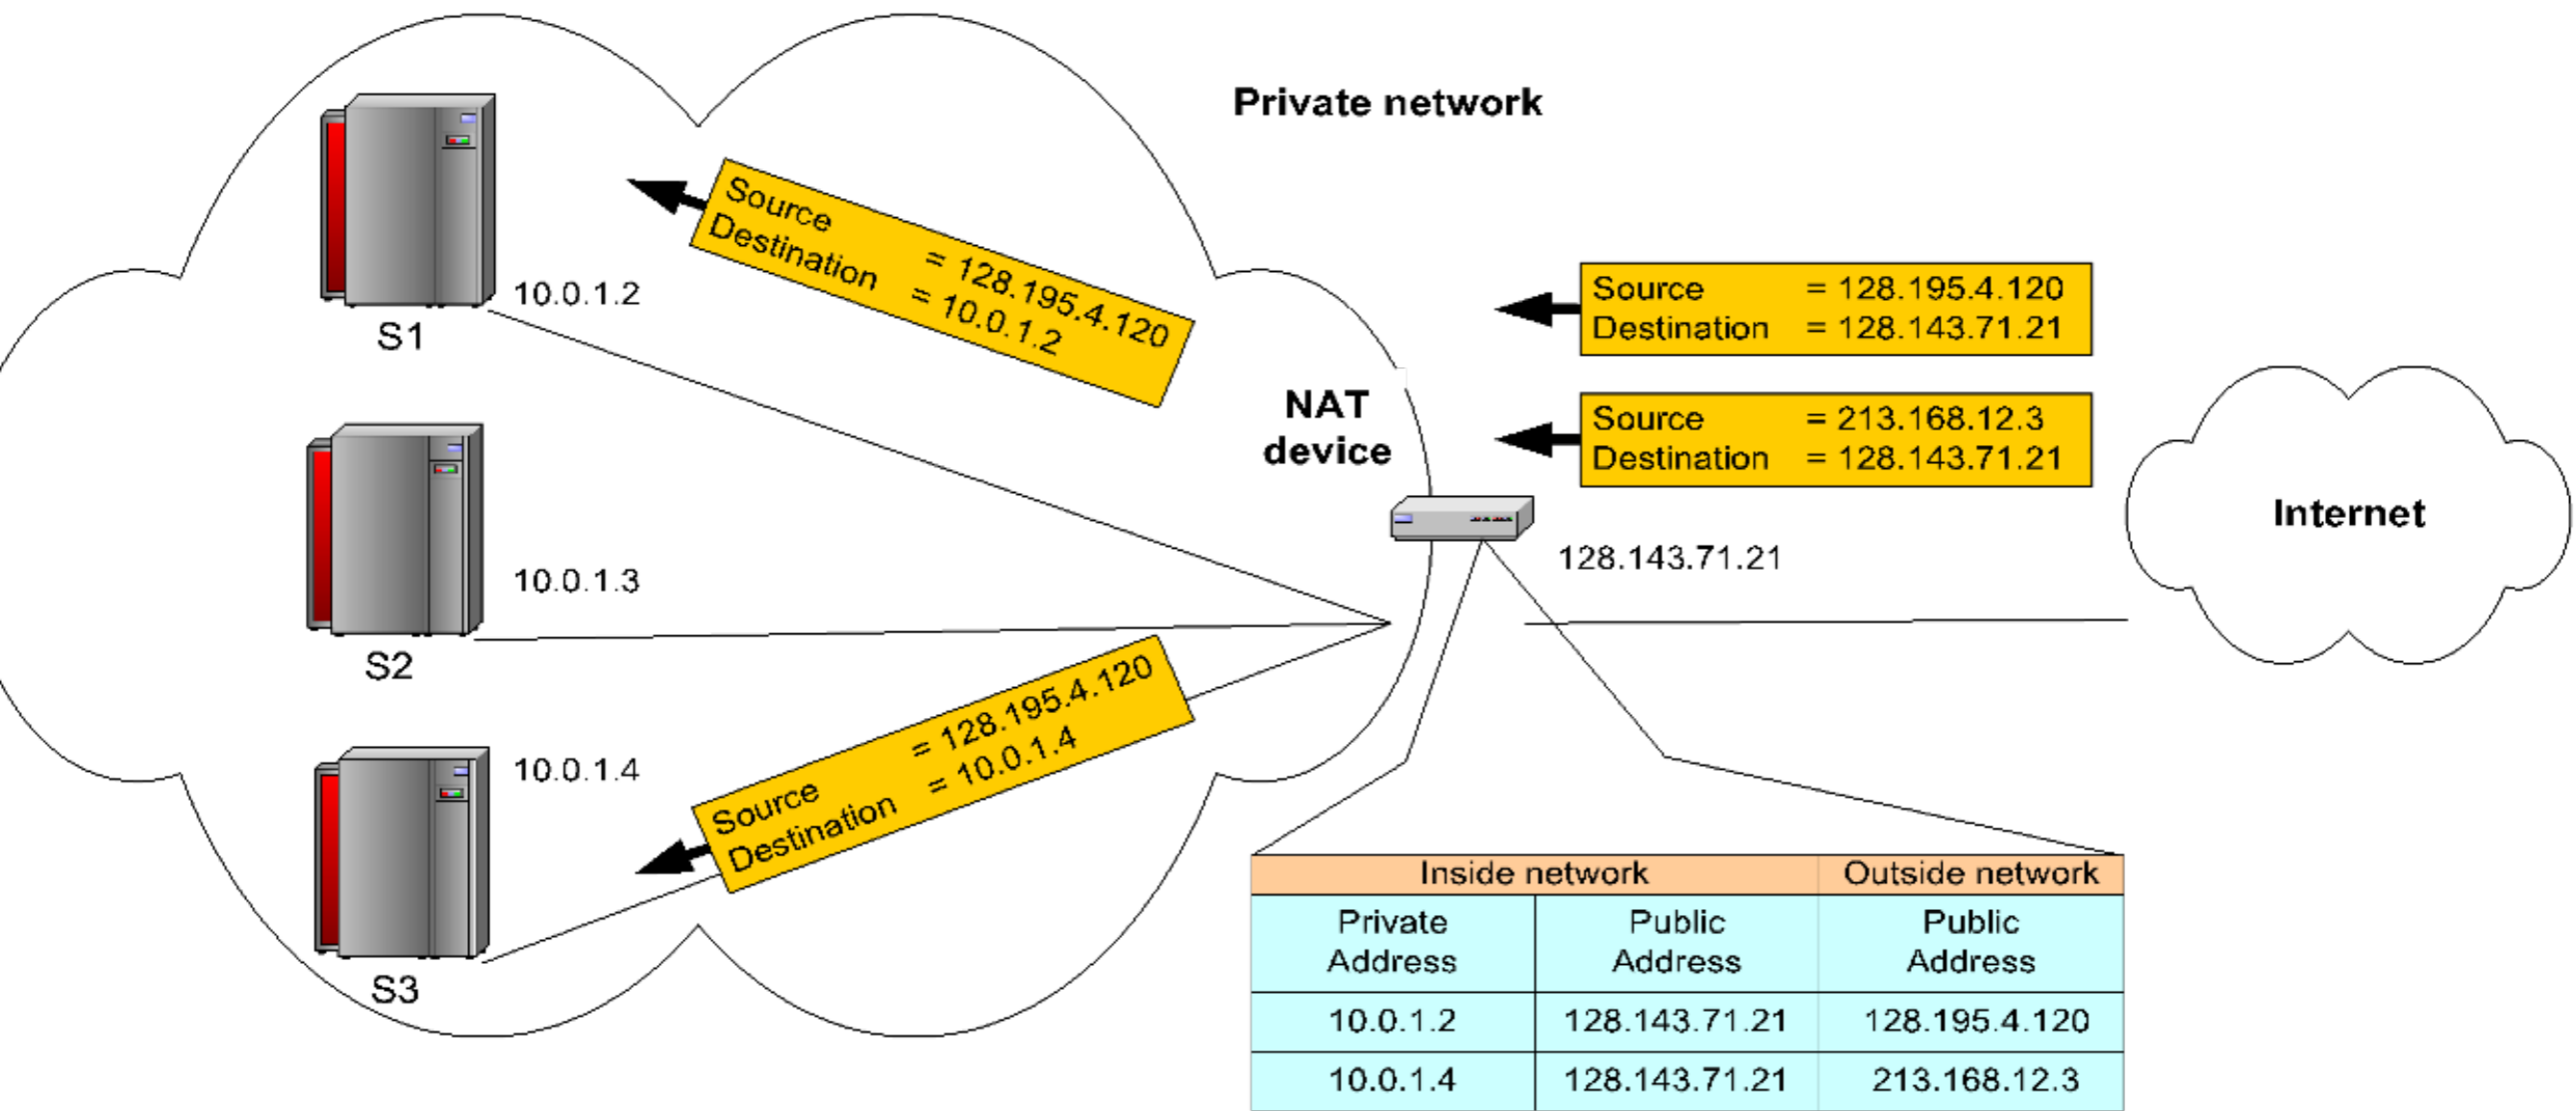 Private network
Source = 128.195.4.120
Destination = 10.0.1.2
10.0.1.2
S1
Source = 128.195.4.120
Destination = 128.143.71.21
NAT
device
Source = 213.168.12.3
Destination = 128.143.71.21
Internet
128.143.71.21
10.0.1.3
S2
Source = 128.195.4.120
Destination = 10.0.1.4
10.0.1.4
S3
Inside network Outside network
Private Public Public
Address Address Address
10.0.1.2 128.143.71.21 128.195.4.120
10.0.1.4 128.143.71.21 213.168.12.3